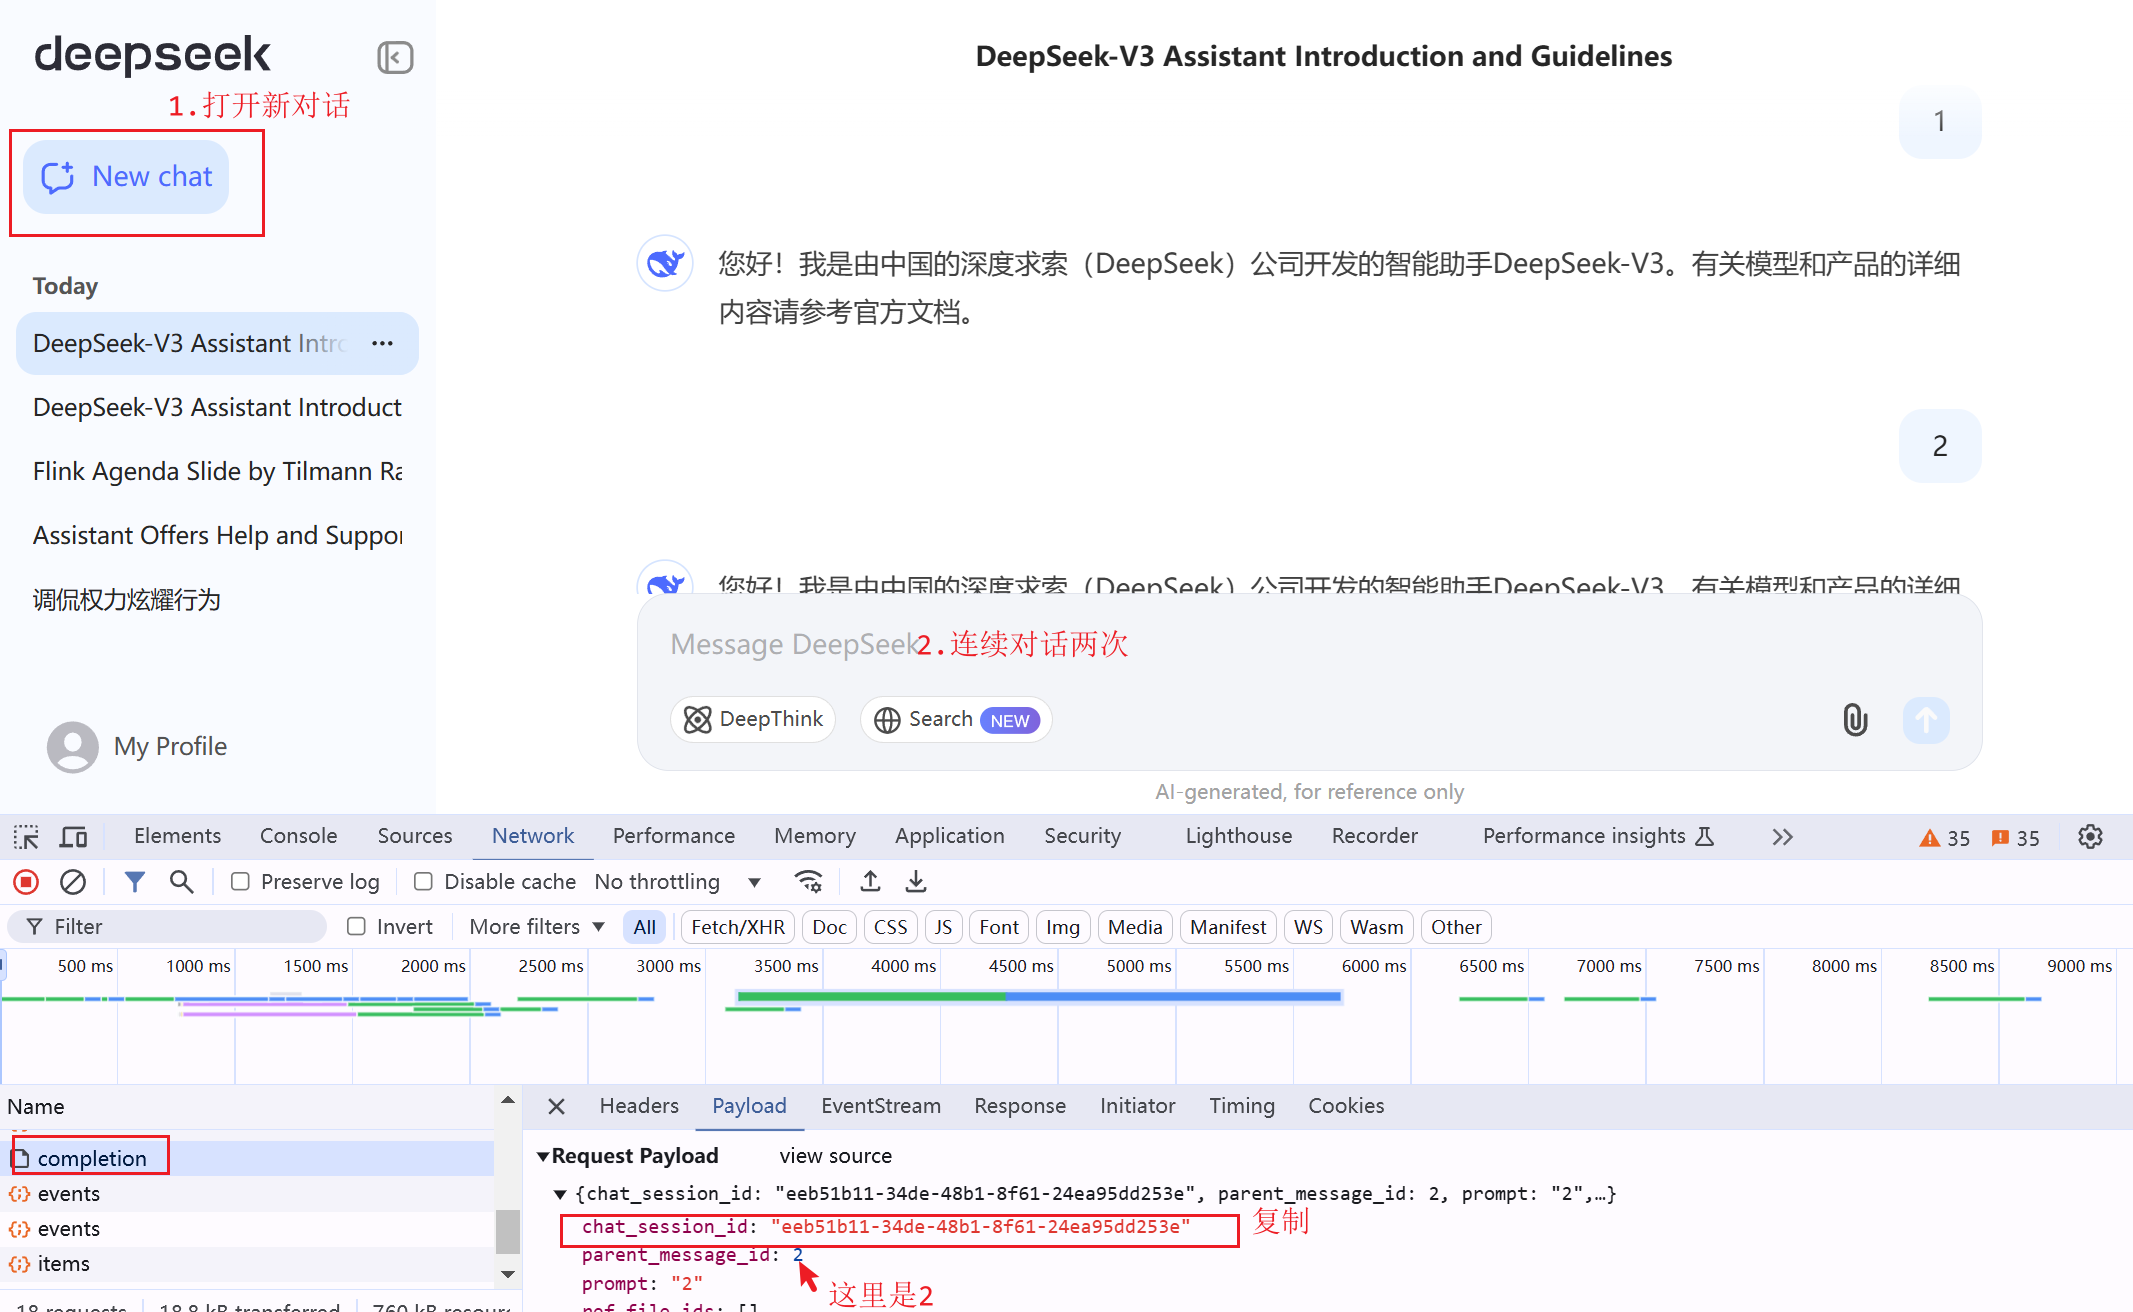 deepseek
1.打开新对话
New chat
Today
DeepSeek-V3 Assistant Intro
DeepSeek-V3 Assistant Introduct
Flink Agenda Slide by Tilmann Ra
Assistant Offers Help and Suppor
调侃权力炫耀行为
My Profile
DeepSeek-V3 Assistant Introduction and Guidelines
1
您好！我是由中国的深度求索（DeepSeek）公司开发的智能助手DeepSeek-V3。有关模型和产品的详细
内容请参考官方文档。
2
您好！我是由中国的深度求索（DeepSeek）公司开发的智能助手DeepSeek-V3。有关模型和产品的详细
Message DeepSeek
2.连续对话两次
DeepThink
Search NEW
AI-generated, for reference only
Elements Console Sources Network Performance Memory Application Security Lighthouse Recorder Performance insights 35 35
Preserve log Disable cache No throttling
Filter Invert More filters All Fetch/XHR Doc CSS JS Font Img Media Manifest WS Wasm Other
500 ms 1000 ms 1500 ms 2000 ms 2500 ms 3000 ms 3500 ms 4000 ms 4500 ms 5000 ms 5500 ms 6000 ms 6500 ms 7000 ms 7500 ms 8000 ms 8500 ms 9000 ms
Name
completion
events
events
items
18 requests 18.8 kB transferred 760 kB resour
Headers Payload EventStream Response Initiator Timing Cookies
▼Request Payload view source
▼{chat_session_id: "eeb51b11-34de-48b1-8f61-24ea95dd253e", parent_message_id: 2, prompt: "2",…}
chat_session_id: "eeb51b11-34de-48b1-8f61-24ea95dd253e" 复制
parent_message_id: 2
prompt: "2"
这里是2
ref_file_ids: []